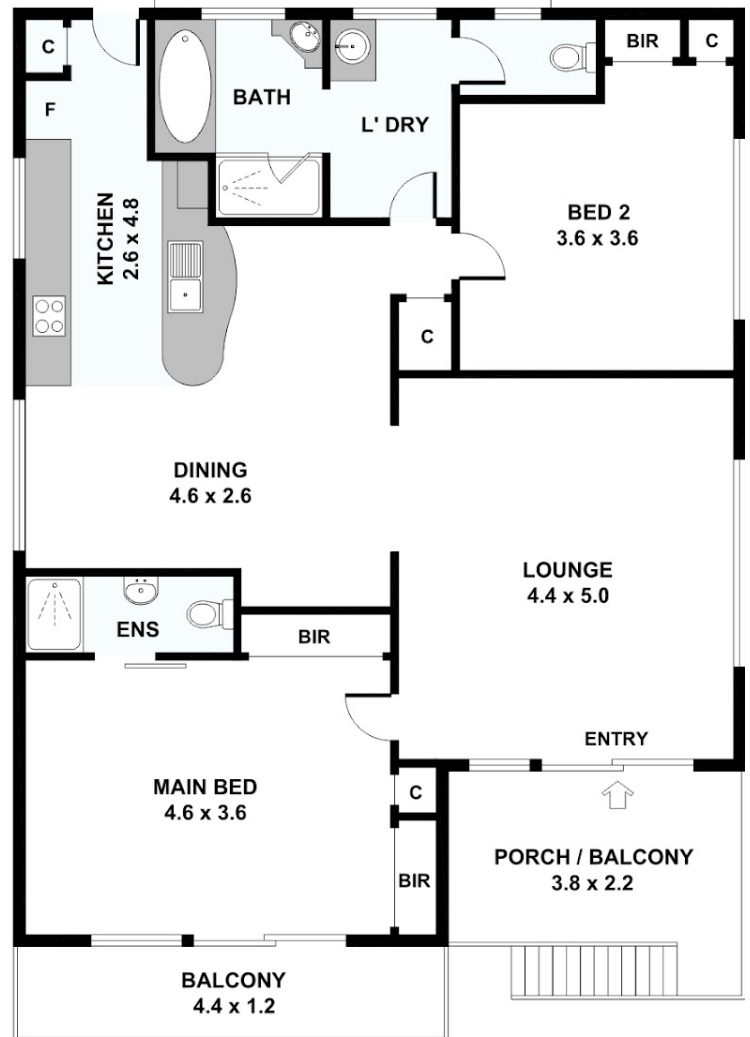 C
BIR
C
F
BATH
L' DRY
KITCHEN
2.6 x 4.8
BED 2
3.6 x 3.6
C
DINING
4.6 x 2.6
LOUNGE
4.4 x 5.0
ENS
BIR
ENTRY
MAIN BED
4.6 x 3.6
C
BIR
PORCH / BALCONY
3.8 x 2.2
BALCONY
4.4 x 1.2